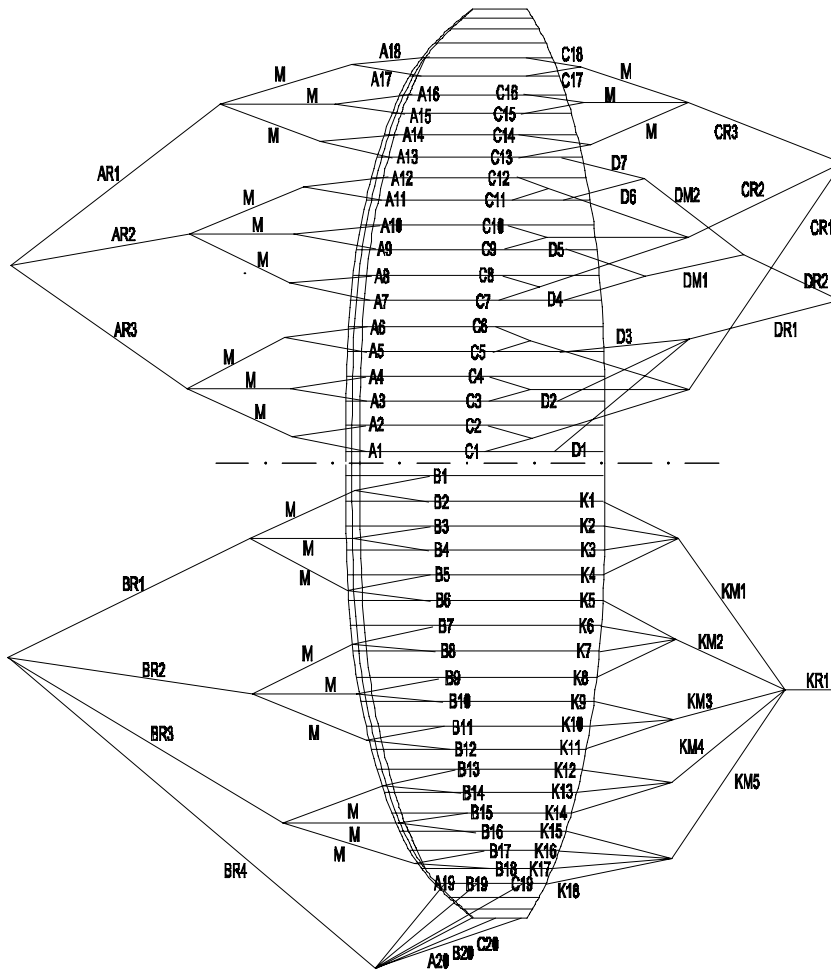 A18 C18
M A17 C17 M
M A16 C16 M
A15 C15
M A14 C14 M CR3
A13 C13 D7
AR1 A12 C12 CR2
M A11 C11 D6 DM2
AR2 M A10 C10 CR1
A9 C9 D5
M A8 C8 DM1 DR2
A7 C7 D4
A6 C6 D3 DR1
AR3 M A5 C5
M A4 C4
A3 C3 D2
M A2 C2
A1 C1 D1
B1
M B2 K1
B3 K2
M B4 K3
BR1 M B5 K4 KM1
B6 K5
B7 K6 KM2
M B8 K7
BR2 B9 K8 KR1
M B10 K9 KM3
BR3 M B11 K10
B12 K11 KM4
B13 K12
B14 K13 KM5
M B15 K14
M B16 K15
M B17 K16
BR4 B18 K17
A19 B19 C19 K18
A20 B20 C20